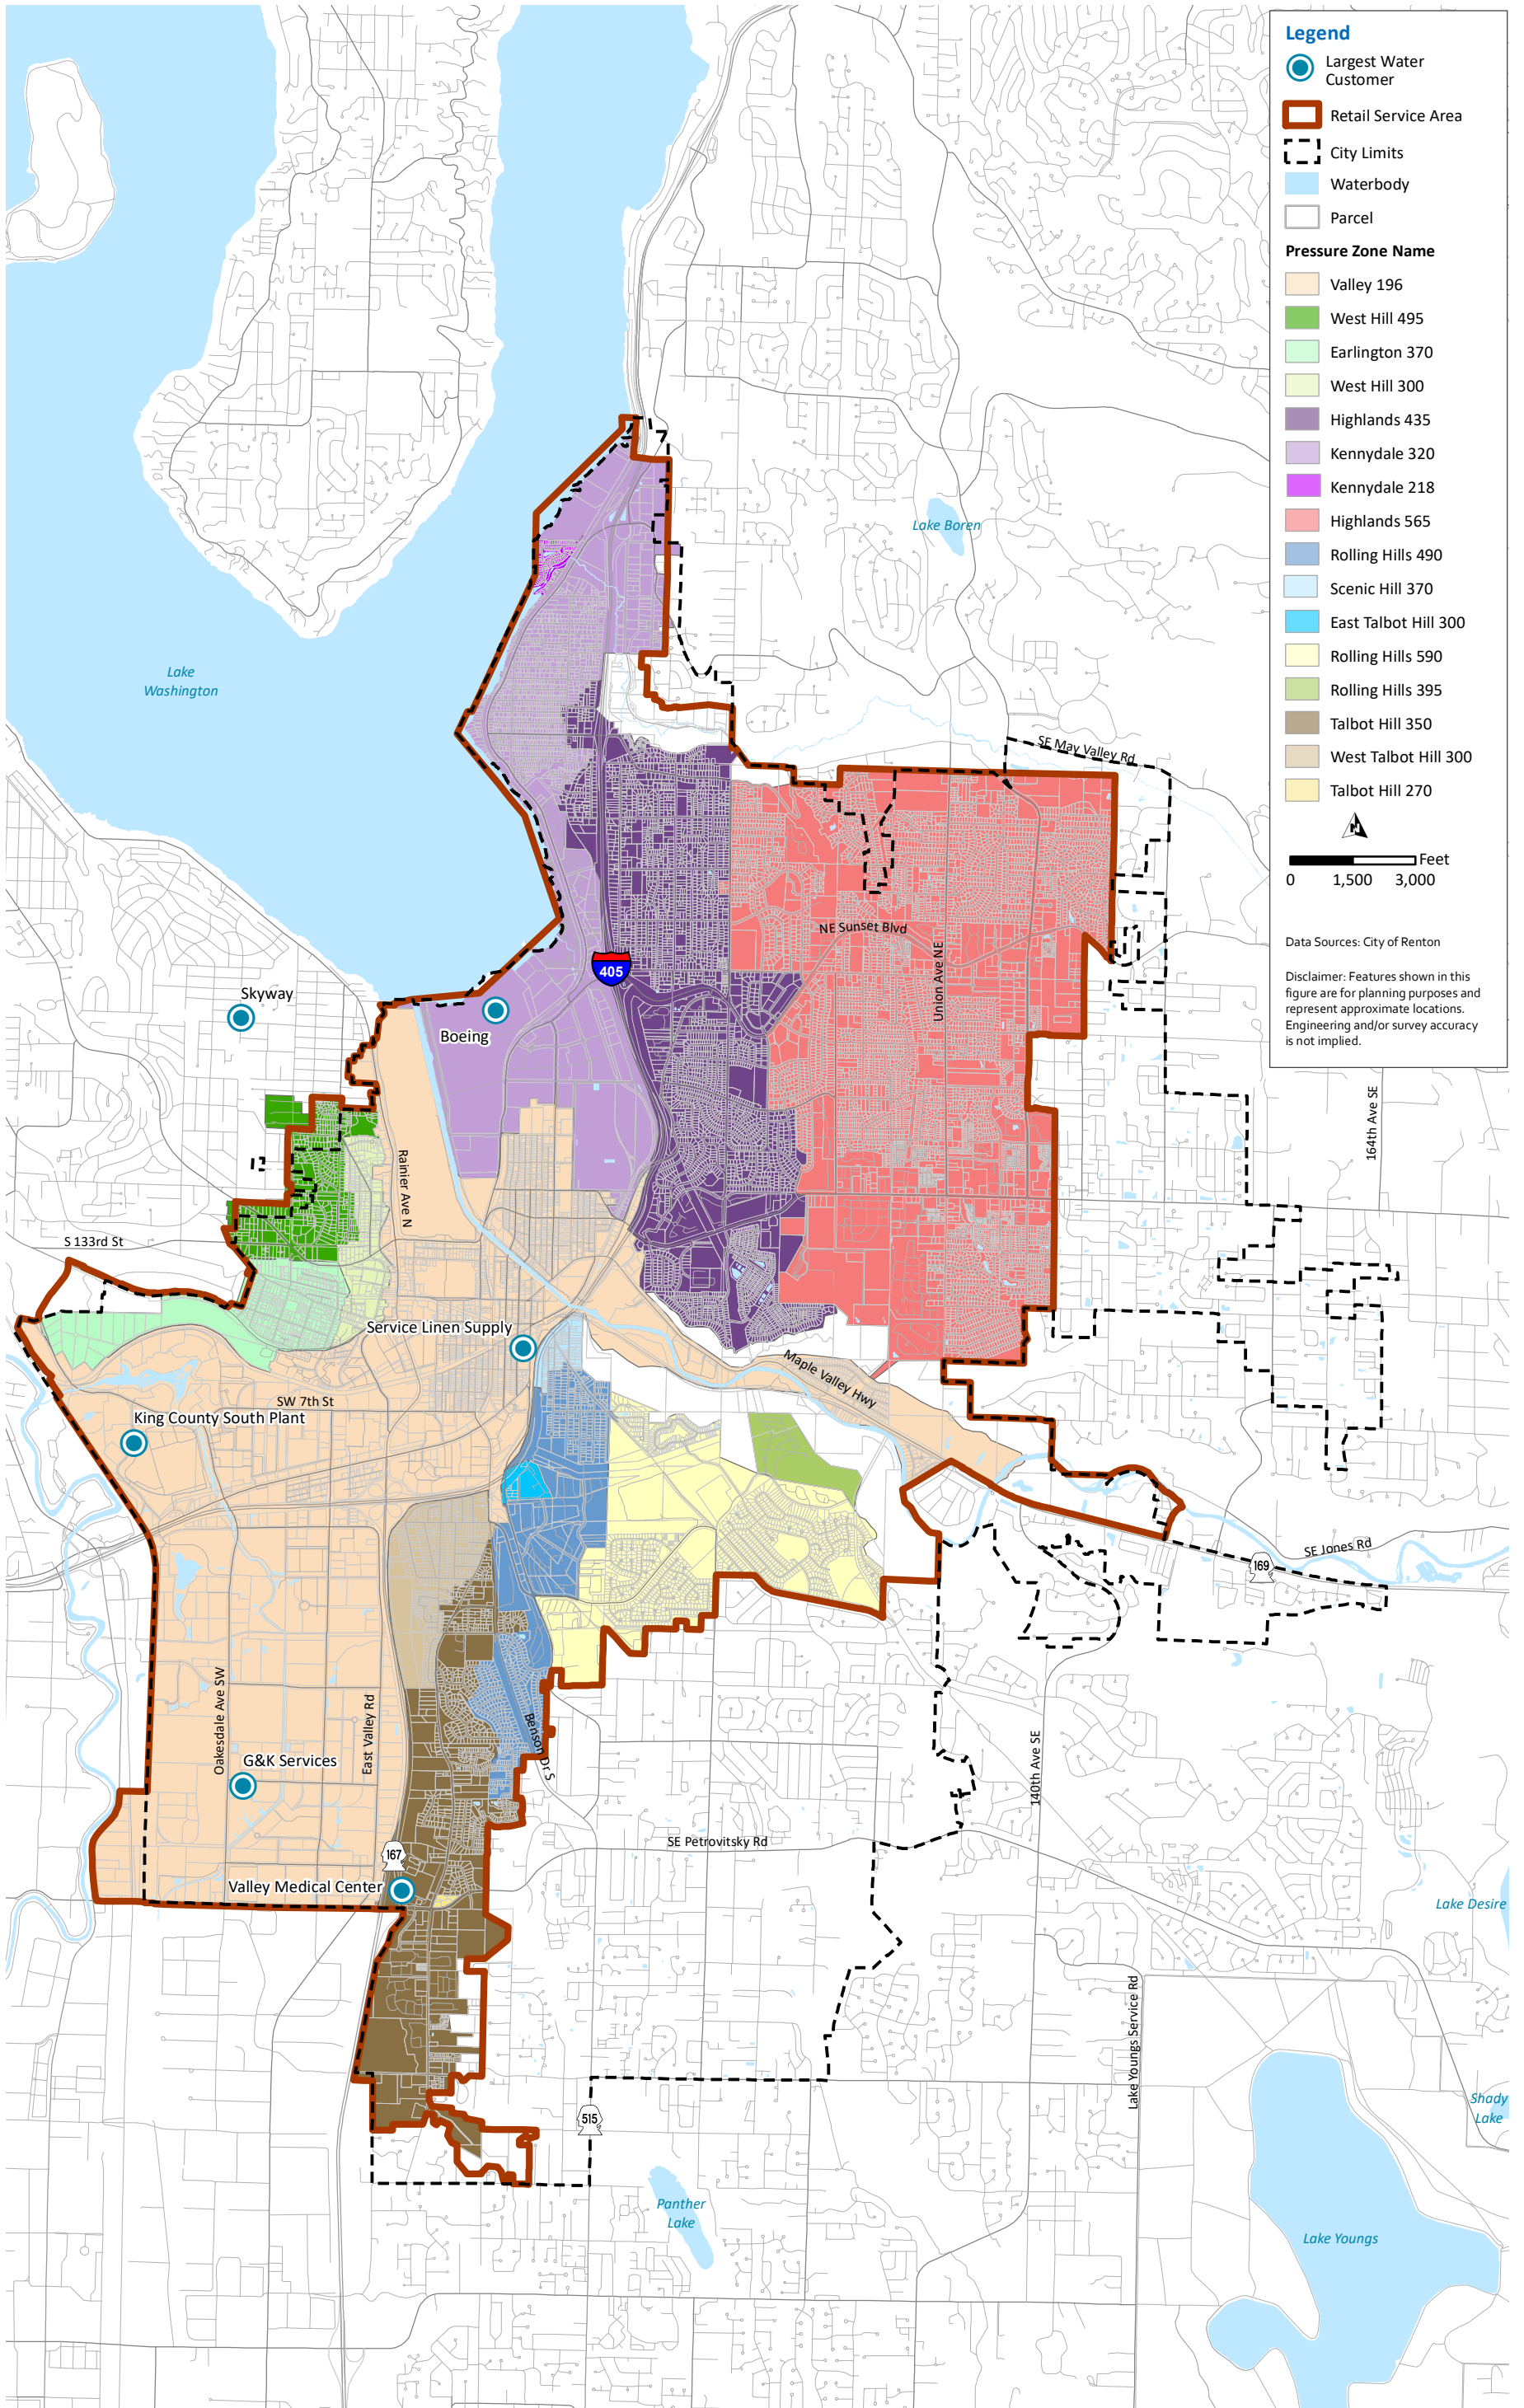 Legend
Largest Water
Customer
Retail Service Area
City Limits
Waterbody
Parcel
Pressure Zone Name
Valley 196
West Hill 495
Earlington 370
West Hill 300
Highlands 435
Kennydale 320
Kennydale 218
Highlands 565
Rolling Hills 490
Scenic Hill 370
East Talbot Hill 300
Rolling Hills 590
Rolling Hills 395
Talbot Hill 350
West Talbot Hill 300
Talbot Hill 270
N
Feet
0 1,500 3,000
Data Sources: City of Renton
Disclaimer: Features shown in this
figure are for planning purposes and
represent approximate locations.
Engineering and/or survey accuracy
is not implied.
Lake Boren
Lake
Washington
SE May Valley Rd
NE Sunset Blvd
Union Ave NE
405
Skyway
Boeing
164th Ave SE
Rainier Ave N
S 133rd St
Service Linen Supply
Maple Valley Hwy
SW 7th St
King County South Plant
SE Jones Rd
169
Oakesdale Ave SW
East Valley Rd
Benson Dr S
G&K Services
140th Ave SE
SE Petrovitsky Rd
167
Valley Medical Center
Lake Desire
Lake Youngs Service Rd
Shady
Lake
515
Panther
Lake
Lake Youngs